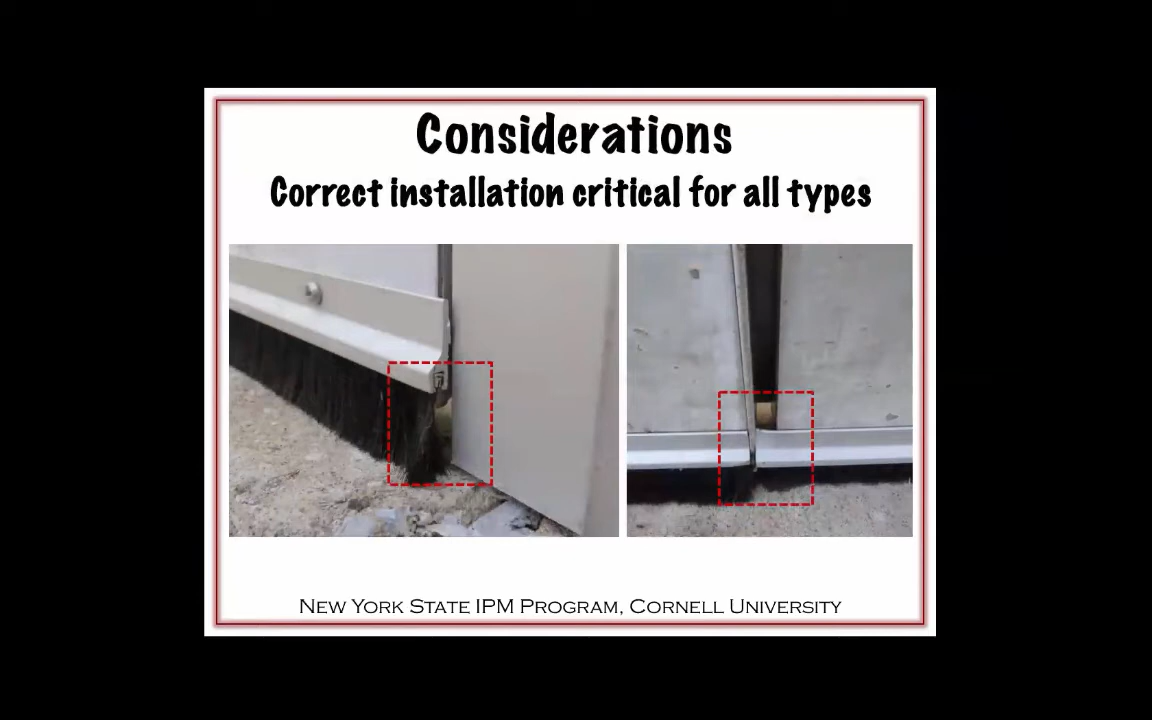 Considerations
Correct installation critical for all types
New York State IPM Program, Cornell University